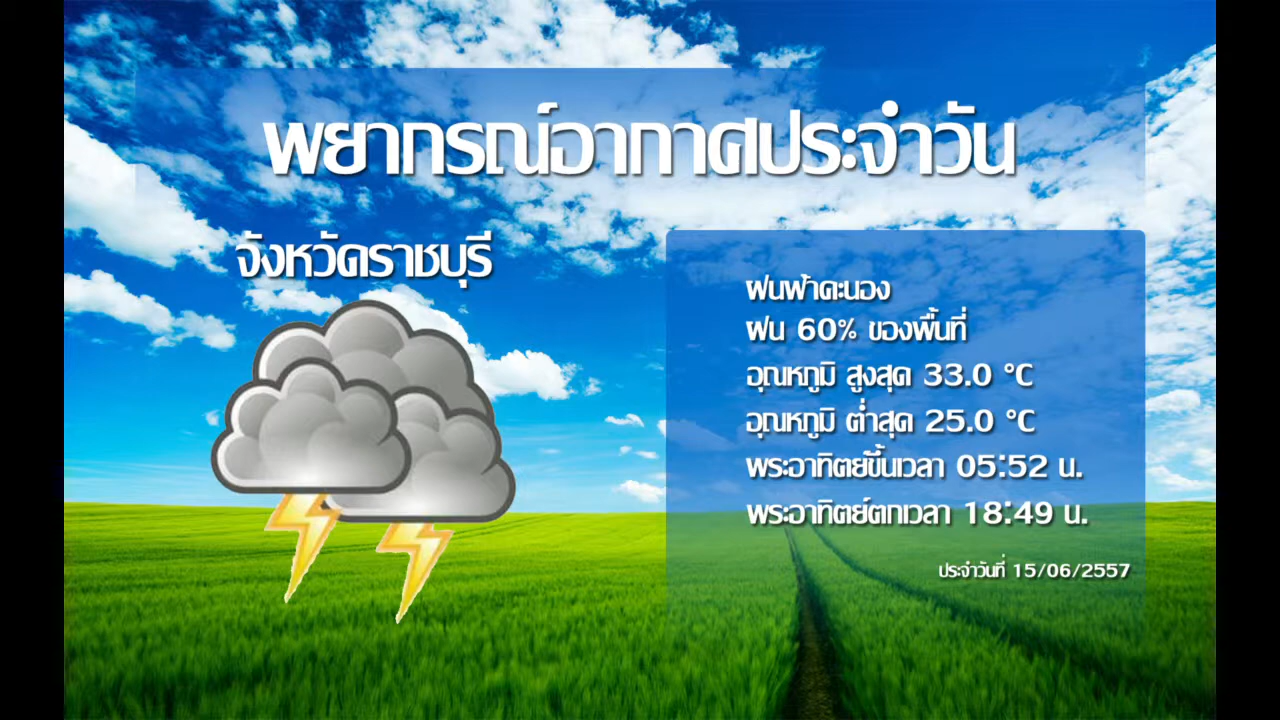 พยากรณ์อากาศประจำวัน
จังหวัดราชบุรี
ฝนฟ้าคะนอง
ฝน 60% ของพื้นที่
อุณหภูมิ สูงสุด 33.0 °C
อุณหภูมิ ต่ำสุด 25.0 °C
พระอาทิตย์ขึ้นเวลา 05:52 น.
พระอาทิตย์ตกเวลา 18:49 น.
ประจำวันที่ 15/06/2557